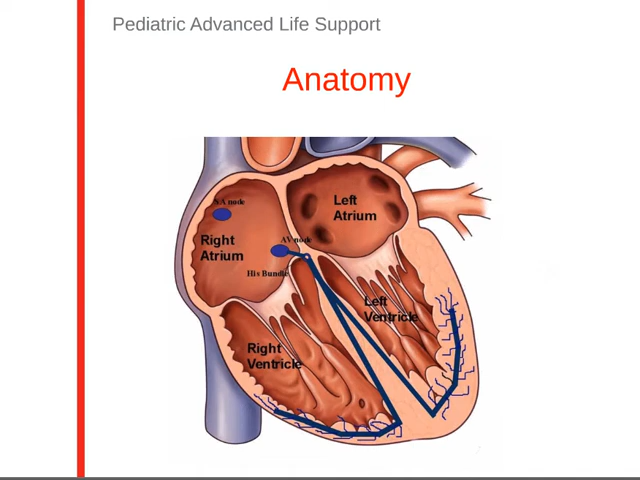 Pediatric Advanced Life Support
Anatomy
SA node
Left
Atrium
Right
Atrium
AV node
His Bundle
Left
Ventricle
Right
Ventricle